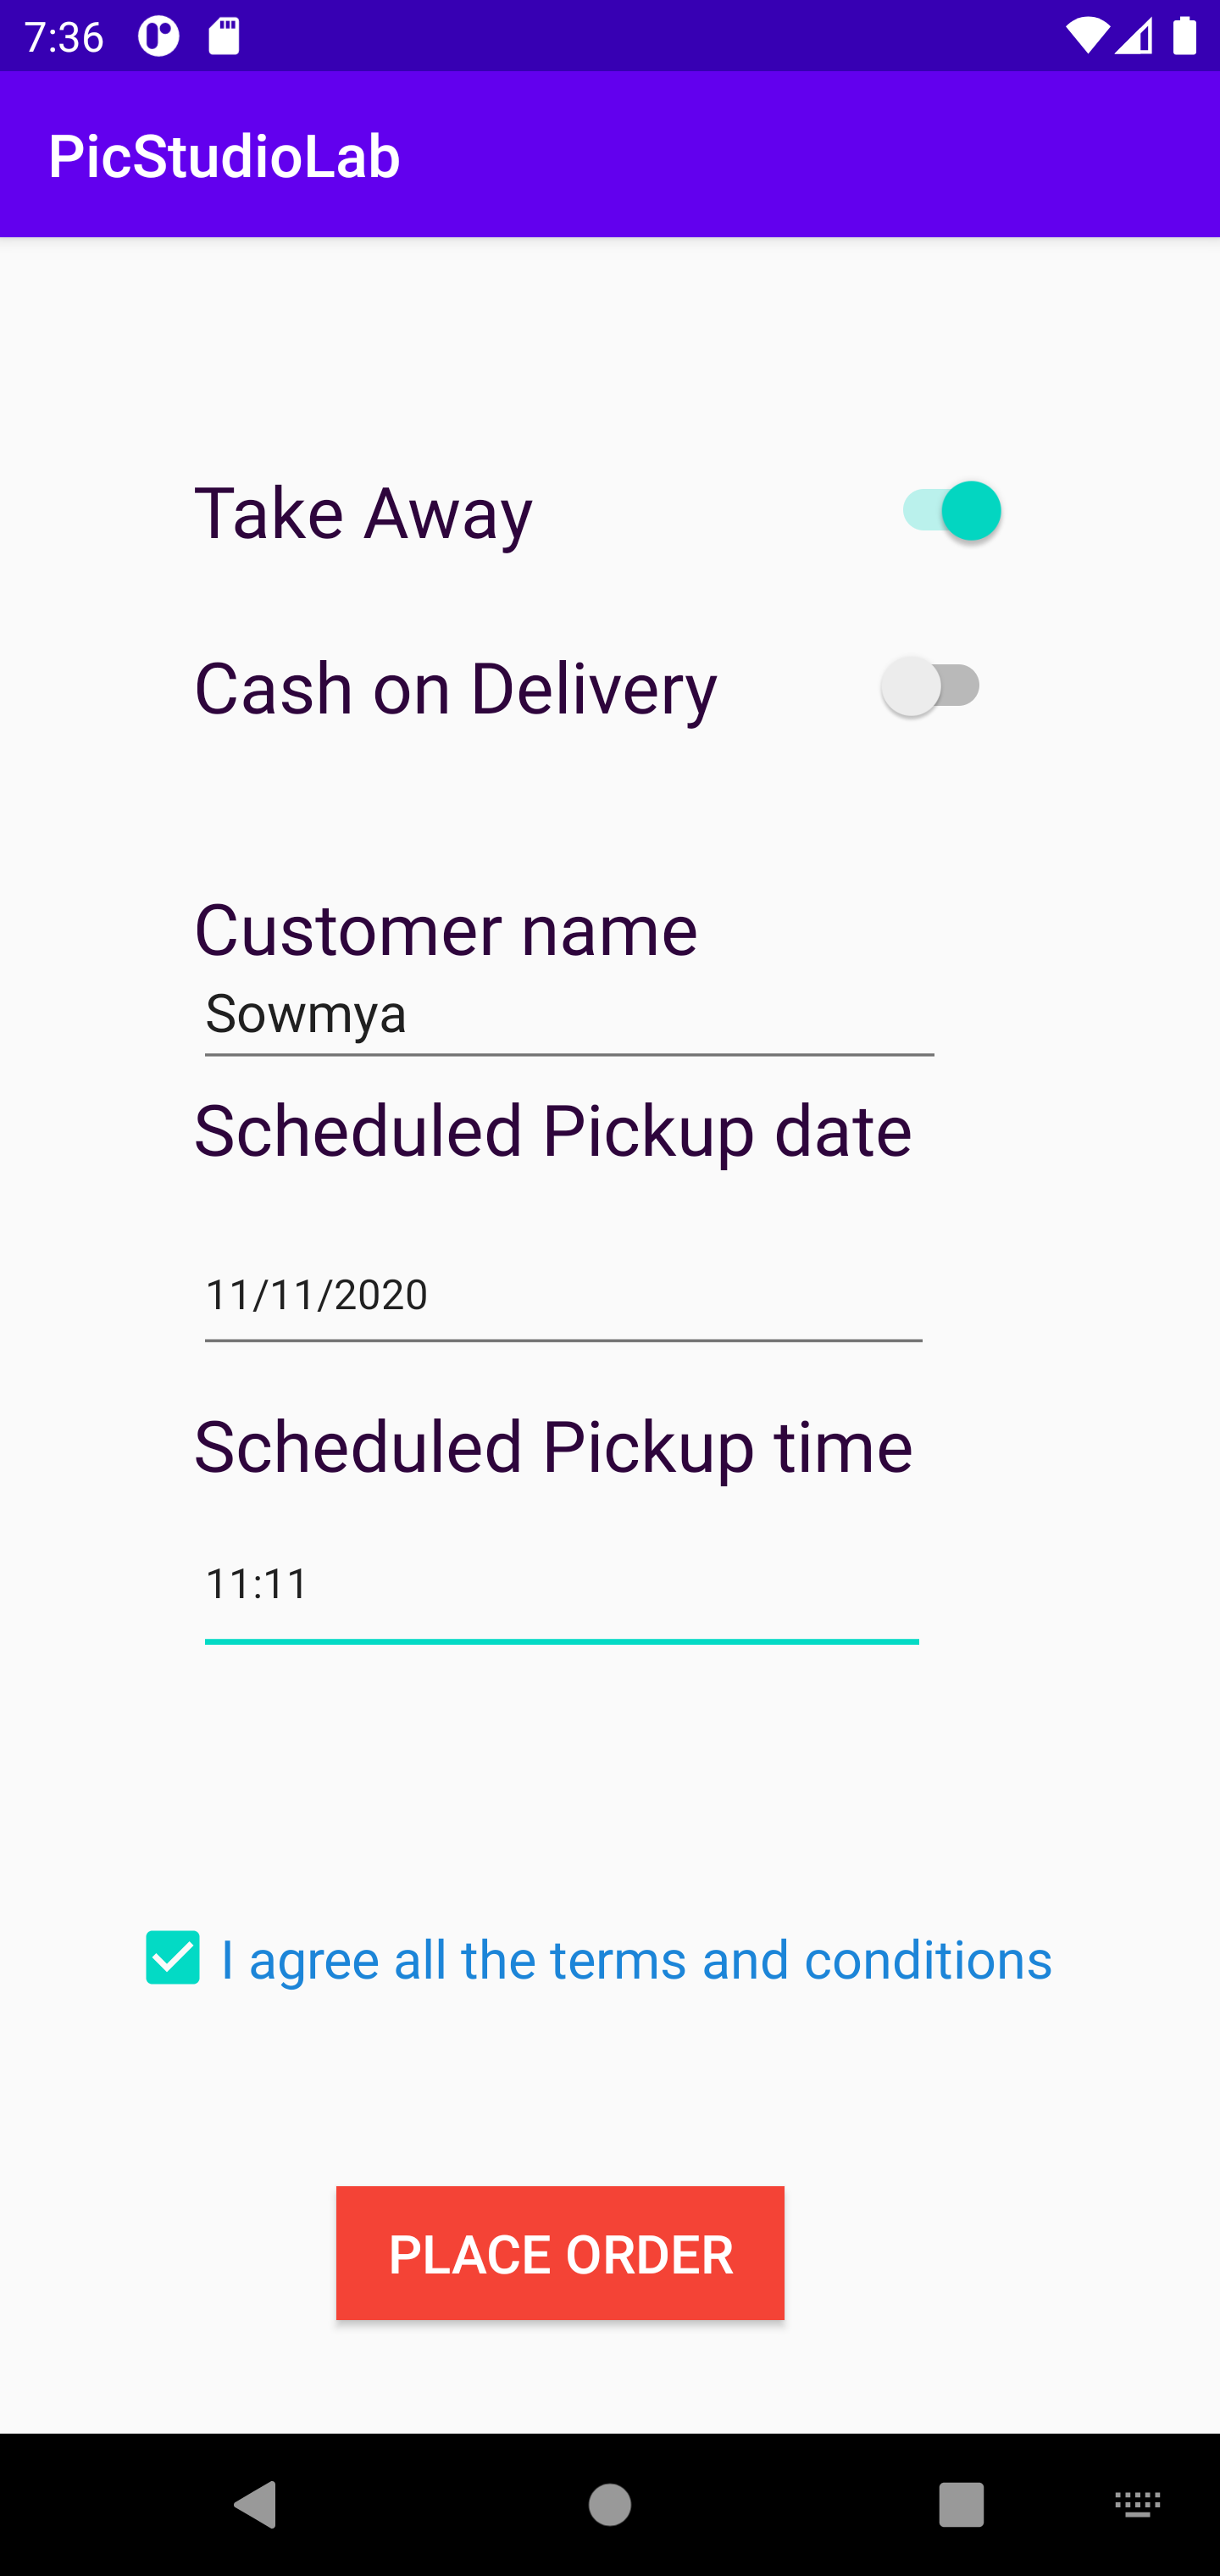 7:36
PicStudioLab
Take Away
Cash on Delivery
Customer name
Sowmya
Scheduled Pickup date
11/11/2020
Scheduled Pickup time
11:11
I agree all the terms and conditions
PLACE ORDER